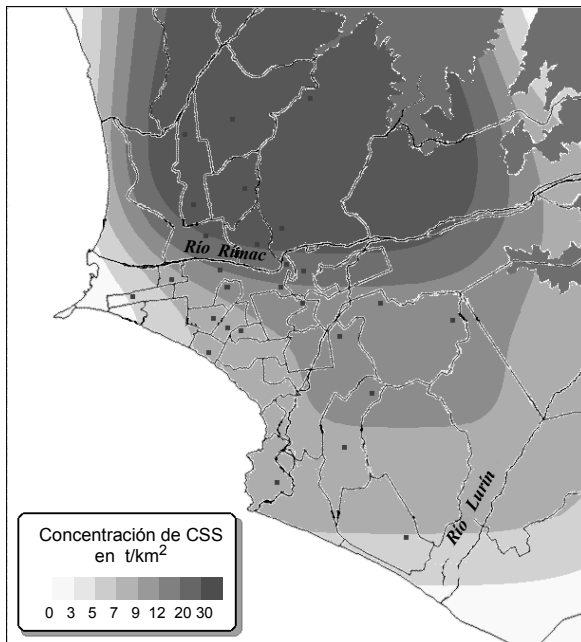 Río Rímac
Río Lurín
Concentración de CSS
en t/km²
0 3 5 7 9 12 20 30